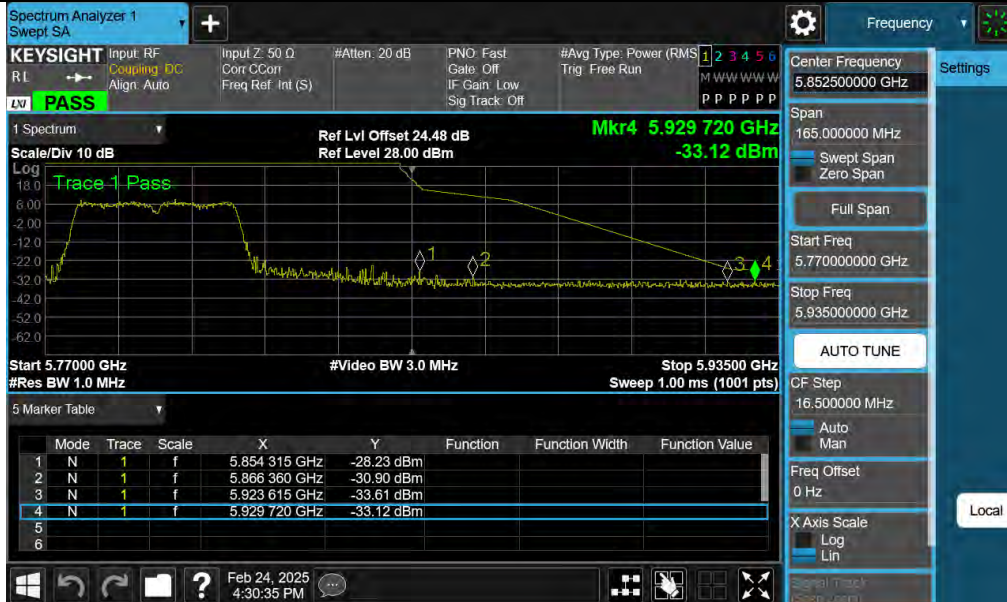 Spectrum Analyzer 1
Swept SA
Frequency
KEYSIGHT
RL
LXI
PASS
Input: RF
Coupling: DC
Align: Auto
Input Z: 50 Ω
Corr CCorr
Freq Ref: Int (S)
#Atten: 20 dB
PNO: Fast
Gate: Off
IF Gain: Low
Sig Track: Off
#Avg Type: Power (RMS
Trig: Free Run
1 2 3 4 5 6
M W W W W W
P P P P P P
1 Spectrum
Scale/Div 10 dB
Ref Lvl Offset 24.48 dB
Ref Level 28.00 dBm
Mkr4 5.929 720 GHz
-33.12 dBm
Log
Trace 1 Pass
18.0
8.00
-2.00
-12.0
-22.0
-32.0
-42.0
-52.0
-62.0
1
2
3
4
Start 5.77000 GHz
#Video BW 3.0 MHz
Stop 5.93500 GHz
#Res BW 1.0 MHz
Sweep 1.00 ms (1001 pts)
5 Marker Table
Mode Trace Scale X Y Function Function Width Function Value
1 N 1 f 5.854 315 GHz -28.23 dBm
2 N 1 f 5.866 360 GHz -30.90 dBm
3 N 1 f 5.923 615 GHz -33.61 dBm
4 N 1 f 5.929 720 GHz -33.12 dBm
5
6
Feb 24, 2025
4:30:35 PM
Center Frequency
5.852500000 GHz
Span
165.000000 MHz
Swept Span
Zero Span
Full Span
Start Freq
5.770000000 GHz
Stop Freq
5.935000000 GHz
AUTO TUNE
CF Step
16.500000 MHz
Auto
Man
Freq Offset
0 Hz
X Axis Scale
Log
Lin
Signal Track
Settings
Local